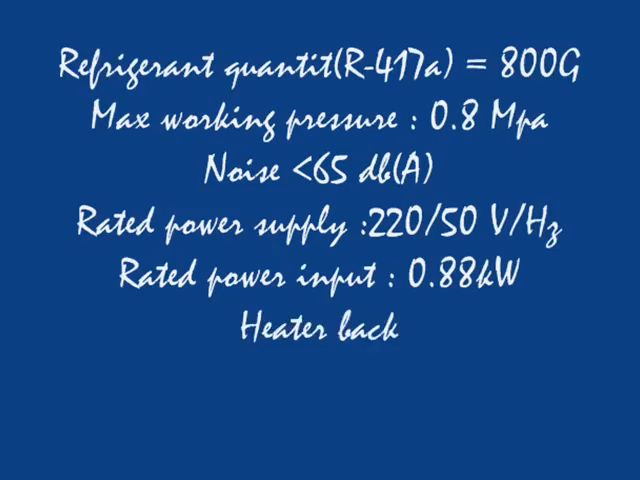 Refrigerant quantit(R-417a) = 800G
Max working pressure : 0.8 Mpa
Noise <65 db(A)
Rated power supply :220/50 V/Hz
Rated power input : 0.88kW
Heater back